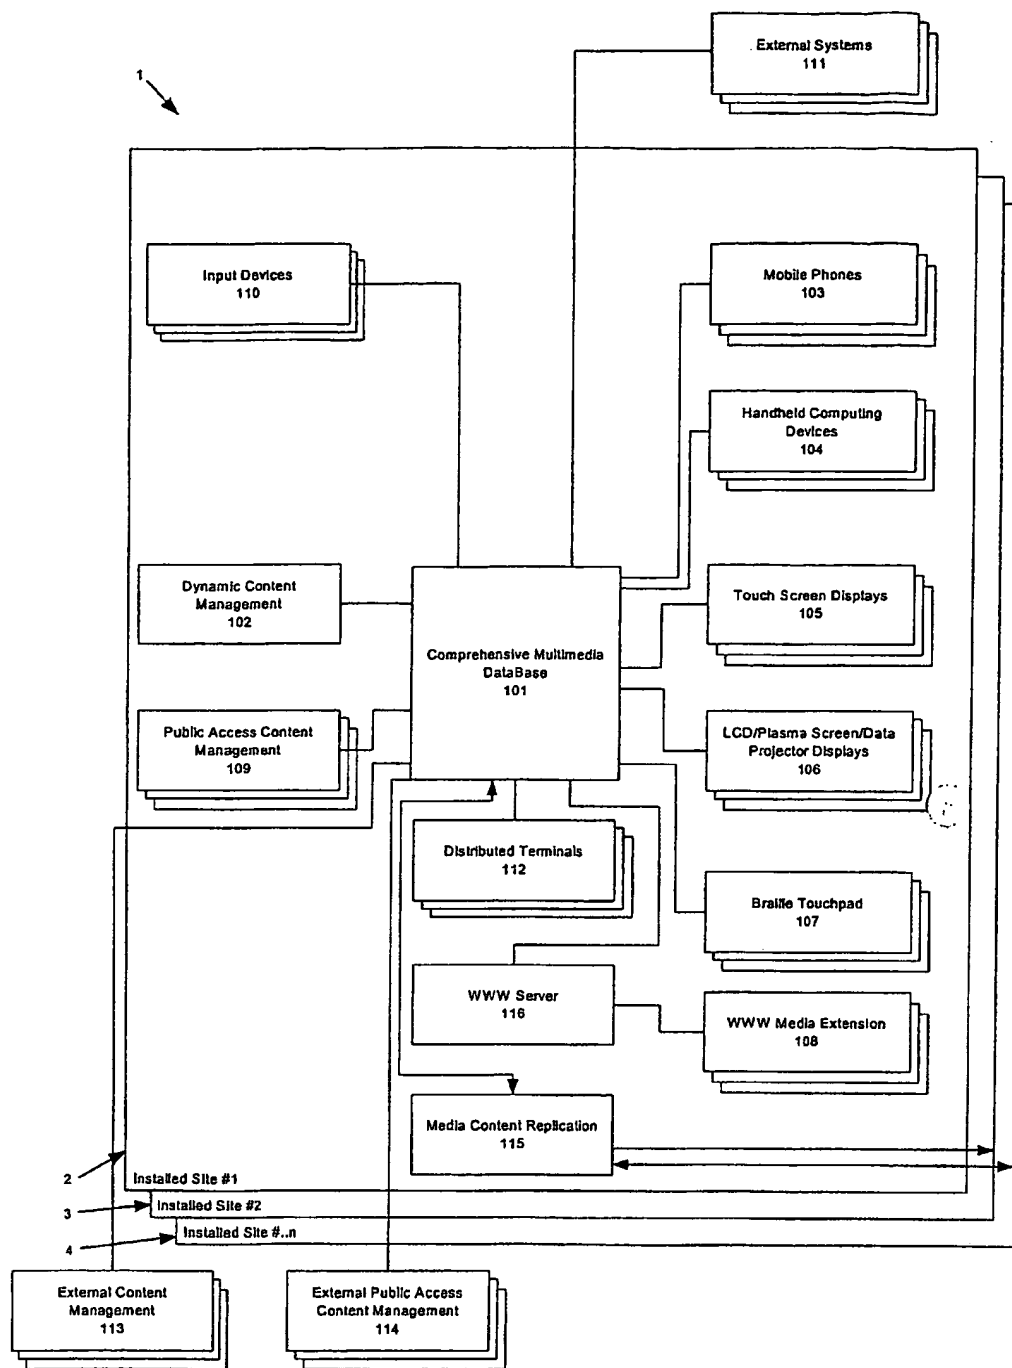 External Systems
111
1
Input Devices
110
Mobile Phones
103
Handheld Computing
Devices
104
Dynamic Content
Management
102
Comprehensive Multimedia
DataBase
101
Touch Screen Displays
105
Public Access Content
Management
109
LCD/Plasma Screen/Data
Projector Displays
106
Distributed Terminals
112
Braille Touchpad
107
WWW Server
116
WWW Media Extension
108
Media Content Replication
115
2
Installed Site #1
3
Installed Site #2
4
Installed Site #..n
External Content
Management
113
External Public Access
Content Management
114